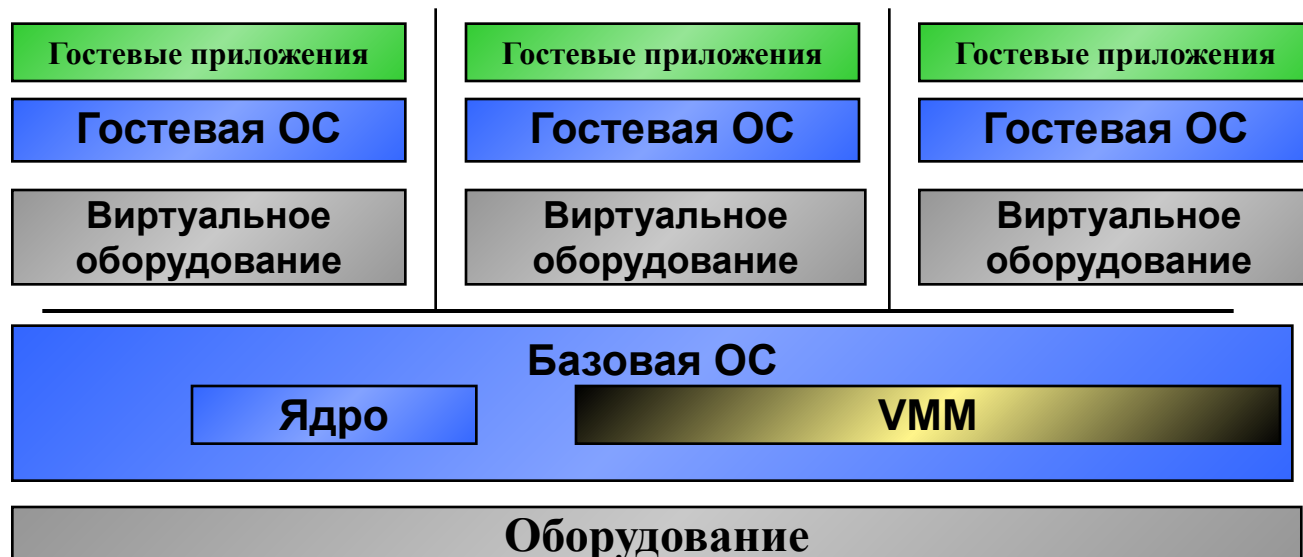 Гостевые приложения
Гостевые приложения
Гостевые приложения
Гостевая ОС
Гостевая ОС
Гостевая ОС
Виртуальное
оборудование
Виртуальное
оборудование
Виртуальное
оборудование
Базовая ОС
Ядро
VMM
Оборудование